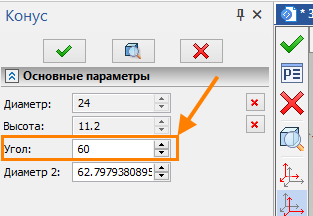 Конус
Основные параметры
Диаметр: 24
Высота: 11.2
Угол: 60
Диаметр 2: 62.7979380895